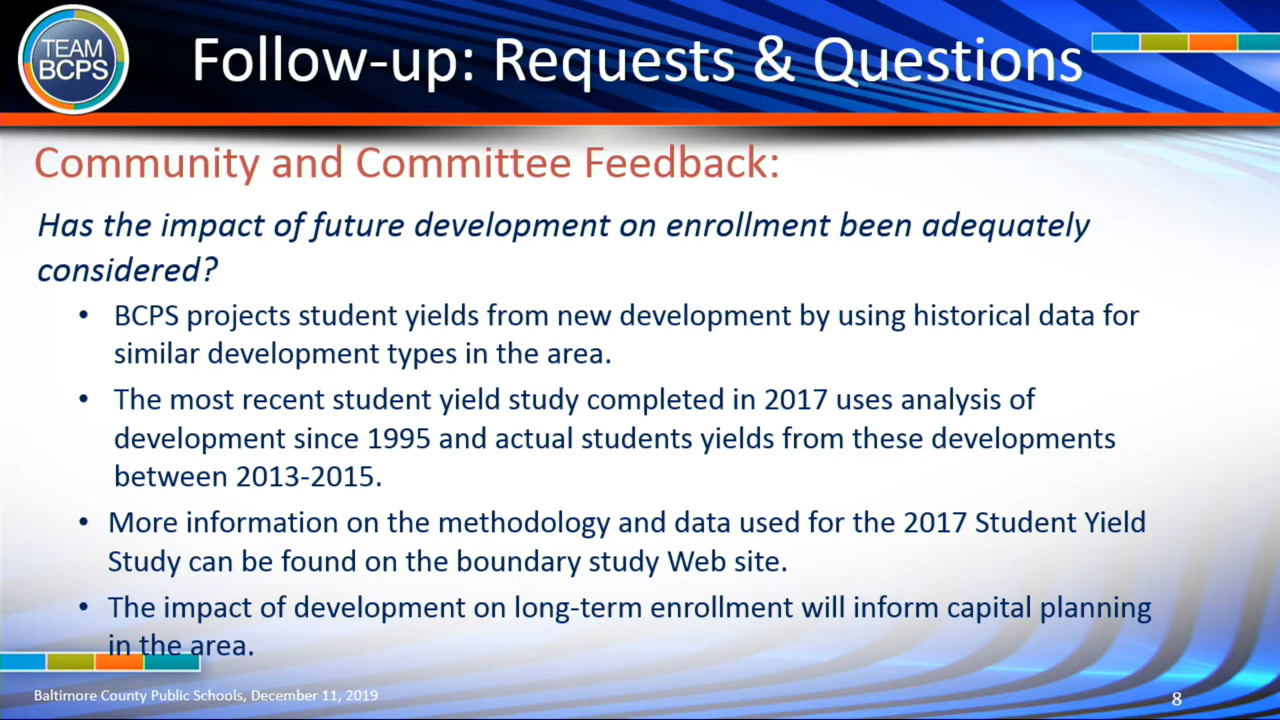 TEAM
BCPS
Follow-up: Requests & Questions
Community and Committee Feedback:
Has the impact of future development on enrollment been adequately
considered?
• BCPS projects student yields from new development by using historical data for
similar development types in the area.
• The most recent student yield study completed in 2017 uses analysis of
development since 1995 and actual students yields from these developments
between 2013-2015.
• More information on the methodology and data used for the 2017 Student Yield
Study can be found on the boundary study Web site.
• The impact of development on long-term enrollment will inform capital planning
in the area.
Baltimore County Public Schools, December 11, 2019
8